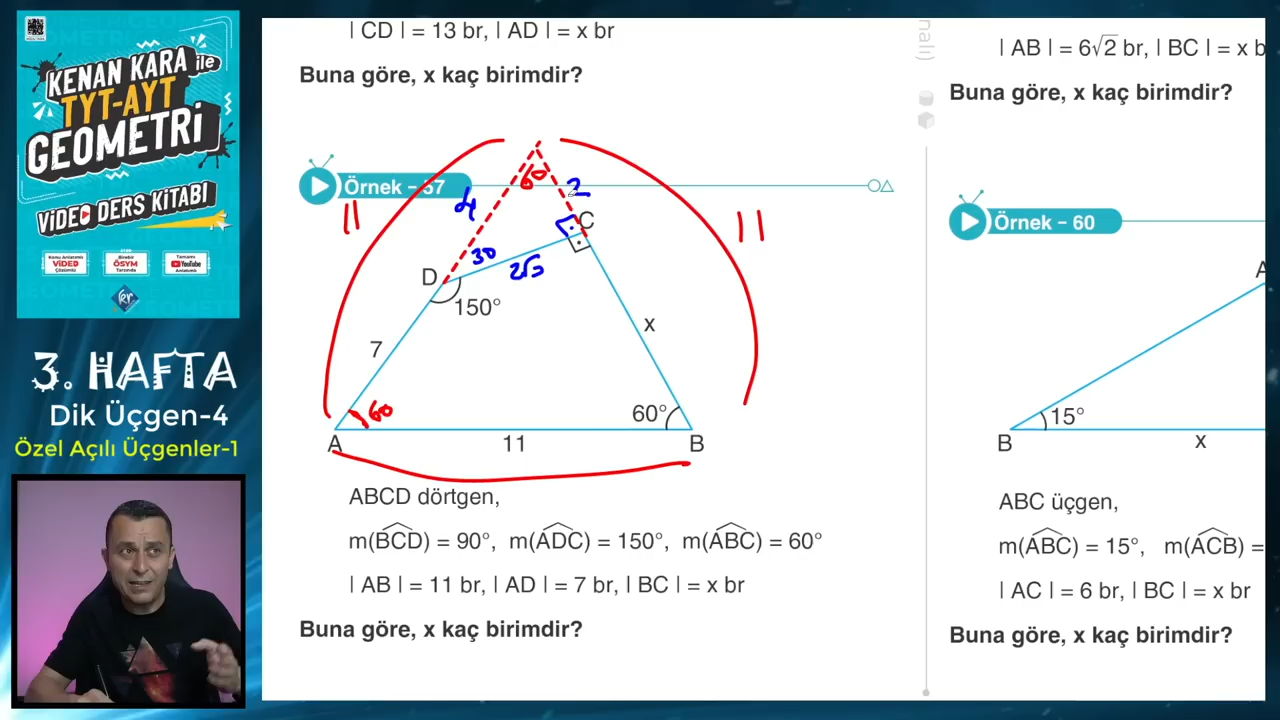 KENAN KARA ile
TYT-AYT
GEOMETRİ
VİDEO DERS KİTABI
3. HAFTA
Dik Üçgen-4
Özel Açılı Üçgenler-1
| CD | = 13 br, | AD | = x br
Buna göre, x kaç birimdir?
Örnek – 57
60
2
4
11
11
C
30
2√3
D
150°
x
7
60
60°
A
11
B
ABCD dörtgen,
m(BCD) = 90°, m(ADC) = 150°, m(ABC) = 60°
| AB | = 11 br, | AD | = 7 br, | BC | = x br
Buna göre, x kaç birimdir?
| AB | = 6√2 br, | BC | = x b
Buna göre, x kaç birimdir?
Örnek – 60
A
15°
B
x
ABC üçgen,
m(ABC) = 15°, m(ACB) =
| AC | = 6 br, | BC | = x br
Buna göre, x kaç birimdir?